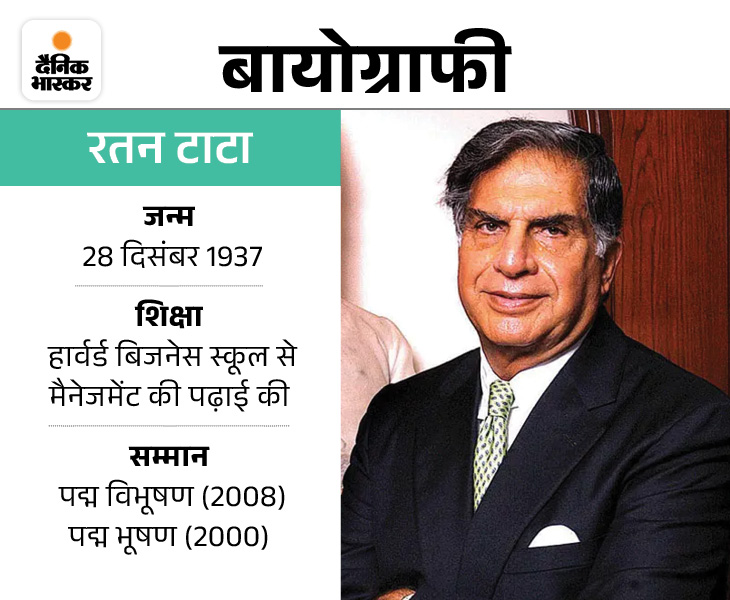 दैनिक
भास्कर
बायोग्राफी
रतन टाटा
जन्म
28 दिसंबर 1937
शिक्षा
हार्वर्ड बिजनेस स्कूल से
मैनेजमेंट की पढ़ाई की
सम्मान
पद्म विभूषण (2008)
पद्म भूषण (2000)